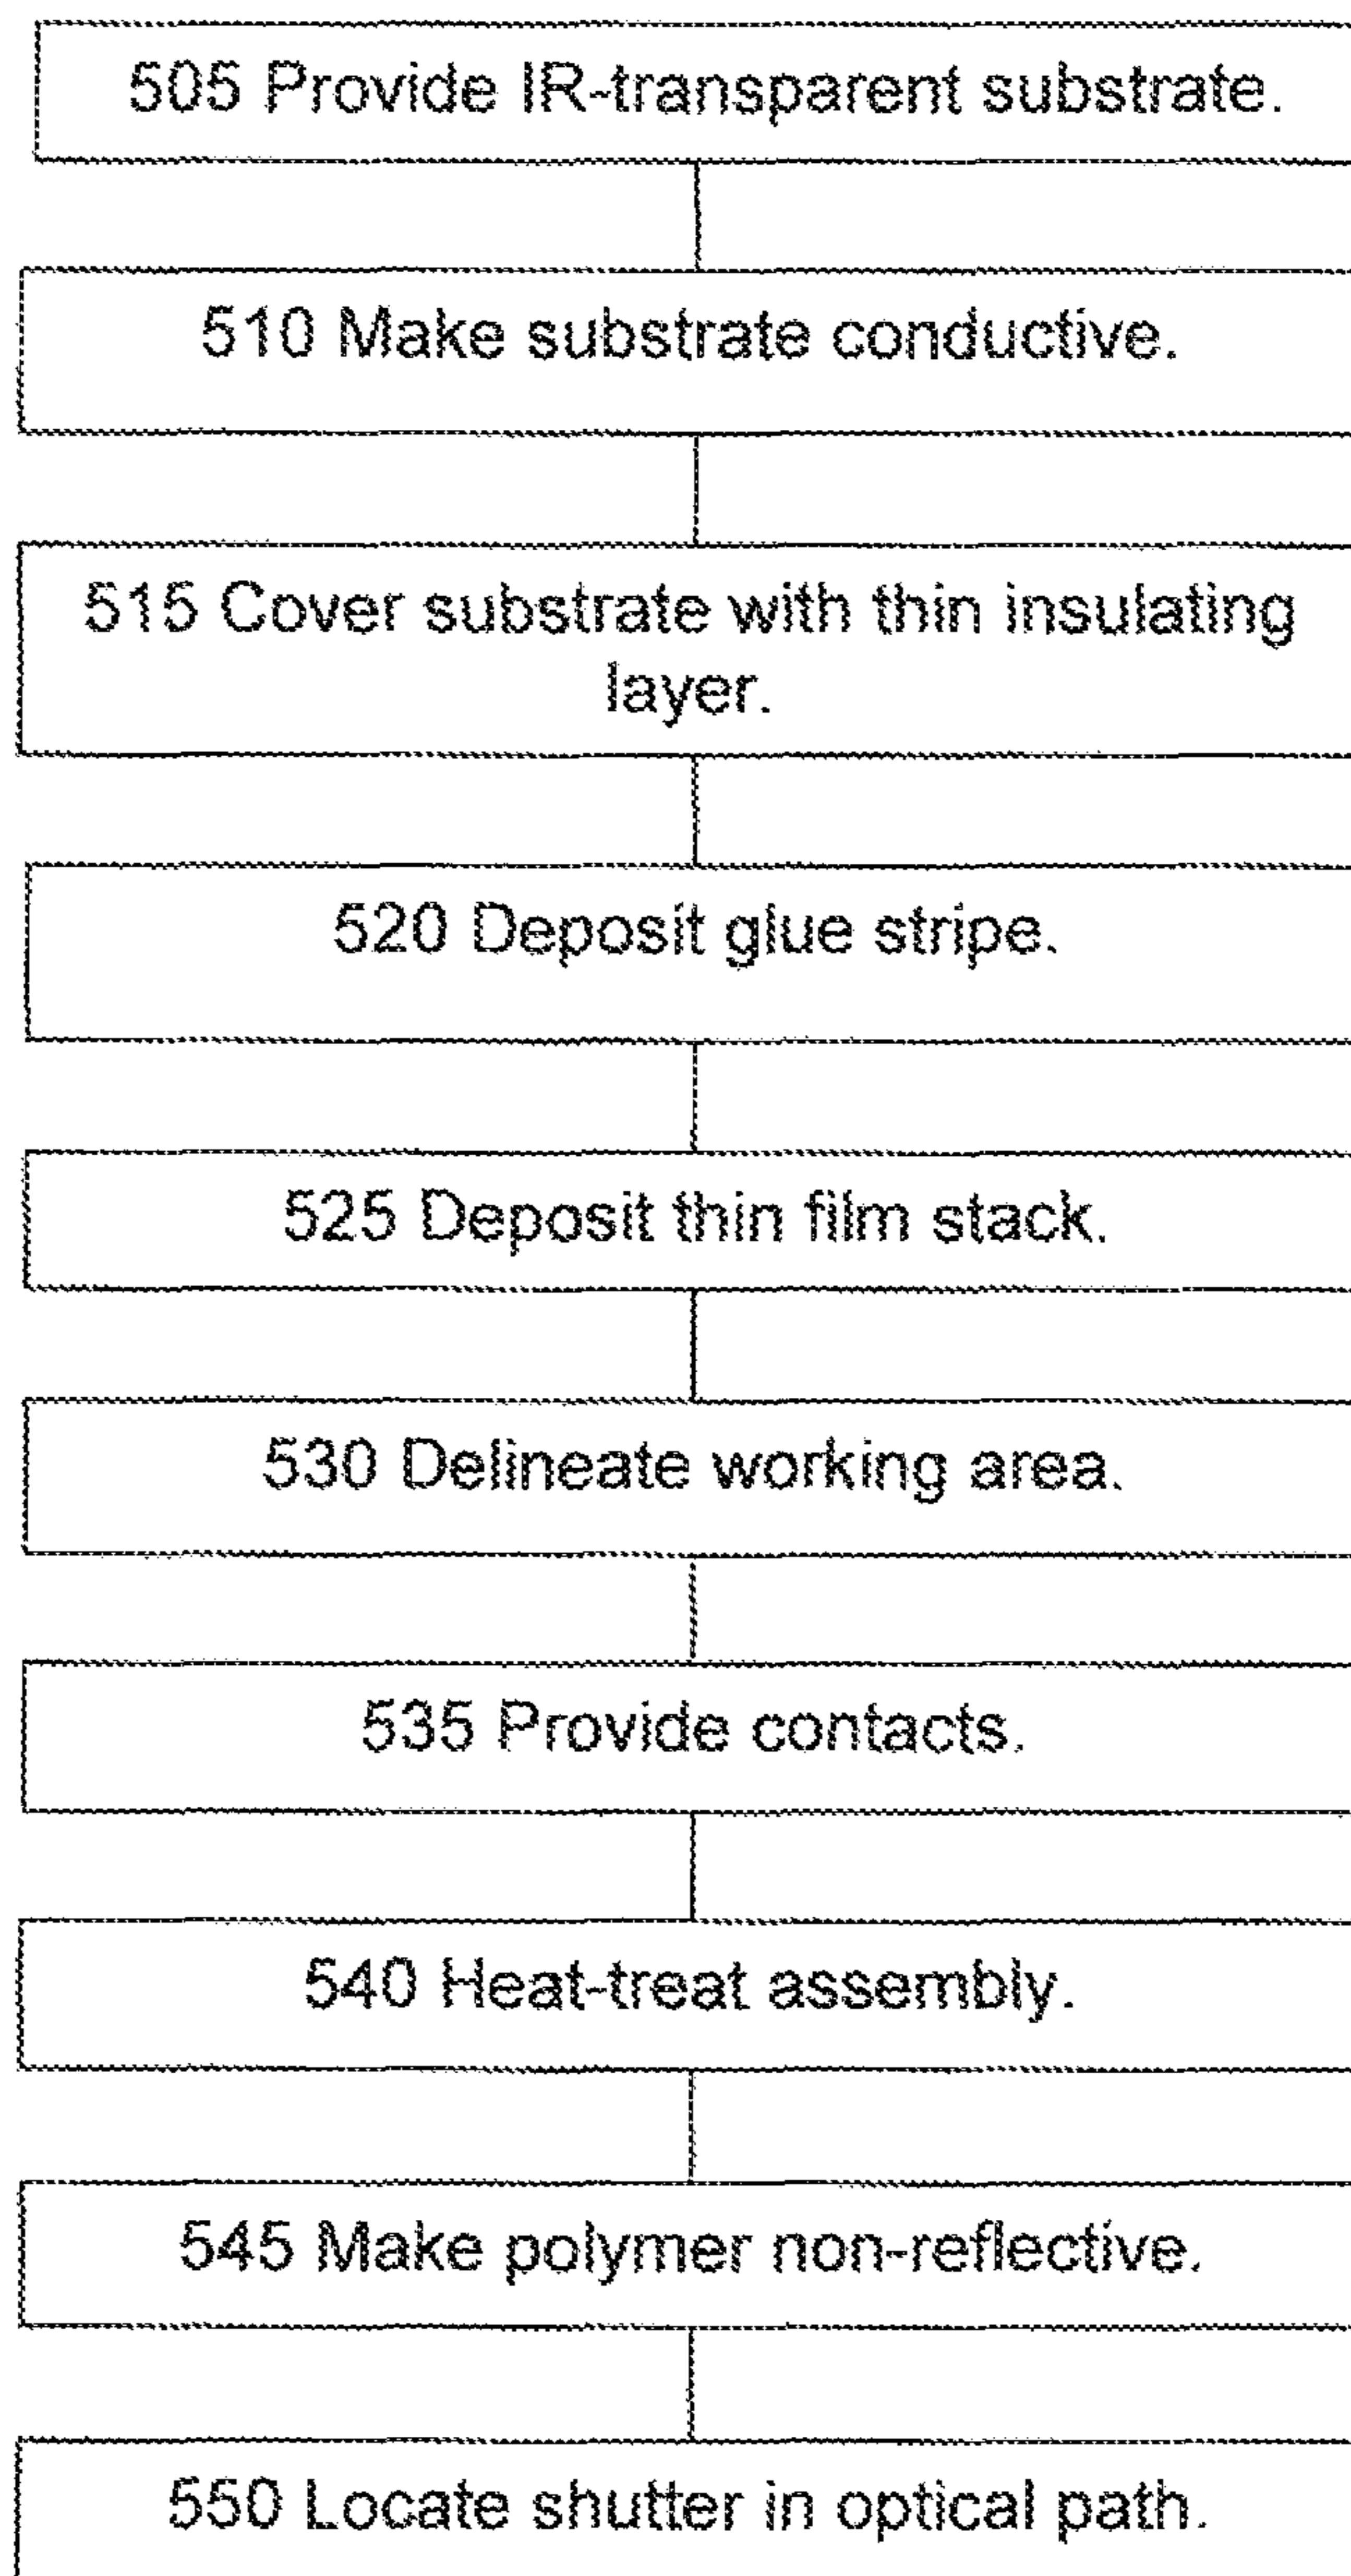 505 Provide IR-transparent substrate.
510 Make substrate conductive.
515 Cover substrate with thin insulating
layer.
520 Deposit glue stripe.
525 Deposit thin film stack.
530 Delineate working area.
535 Provide contacts.
540 Heat-treat assembly.
545 Make polymer non-reflective.
550 Locate shutter in optical path.